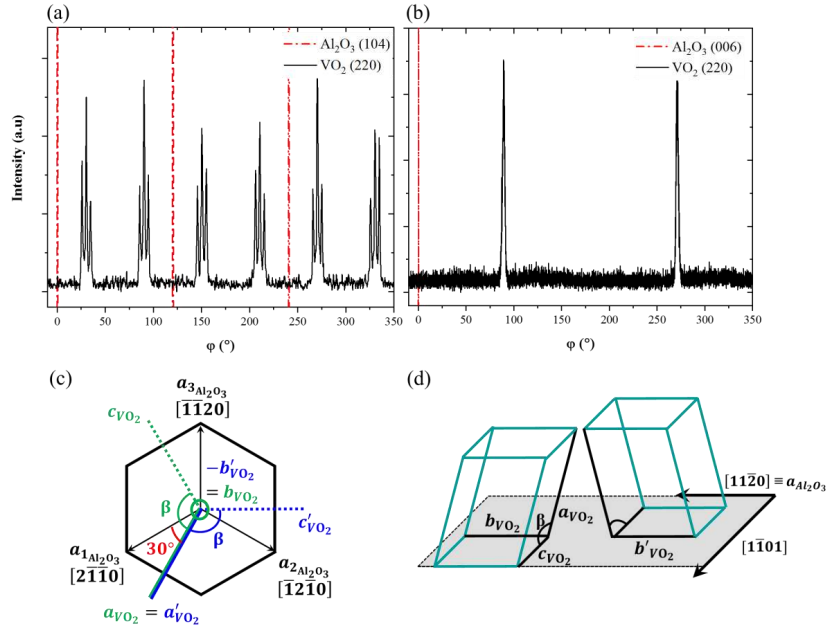 (a)
Al₂O₃ (104)
VO₂ (220)
Intensity (a.u)
0 50 100 150 200 250 300 350
φ (°)
(b)
Al₂O₃ (006)
VO₂ (220)
0 50 100 150 200 250 300 350
φ (°)
(c)
a₃Al₂O₃
[1̅1̅20]
cVO₂
−b′VO₂
= bVO₂
β
c′VO₂
30°
β
a₁Al₂O₃
[21̅1̅0]
a₂Al₂O₃
[1̅21̅0]
aVO₂ = a′VO₂
(d)
[112̅0] ≡ aAl₂O₃
bVO₂
β
aVO₂
cVO₂
b′VO₂
[11̅01]